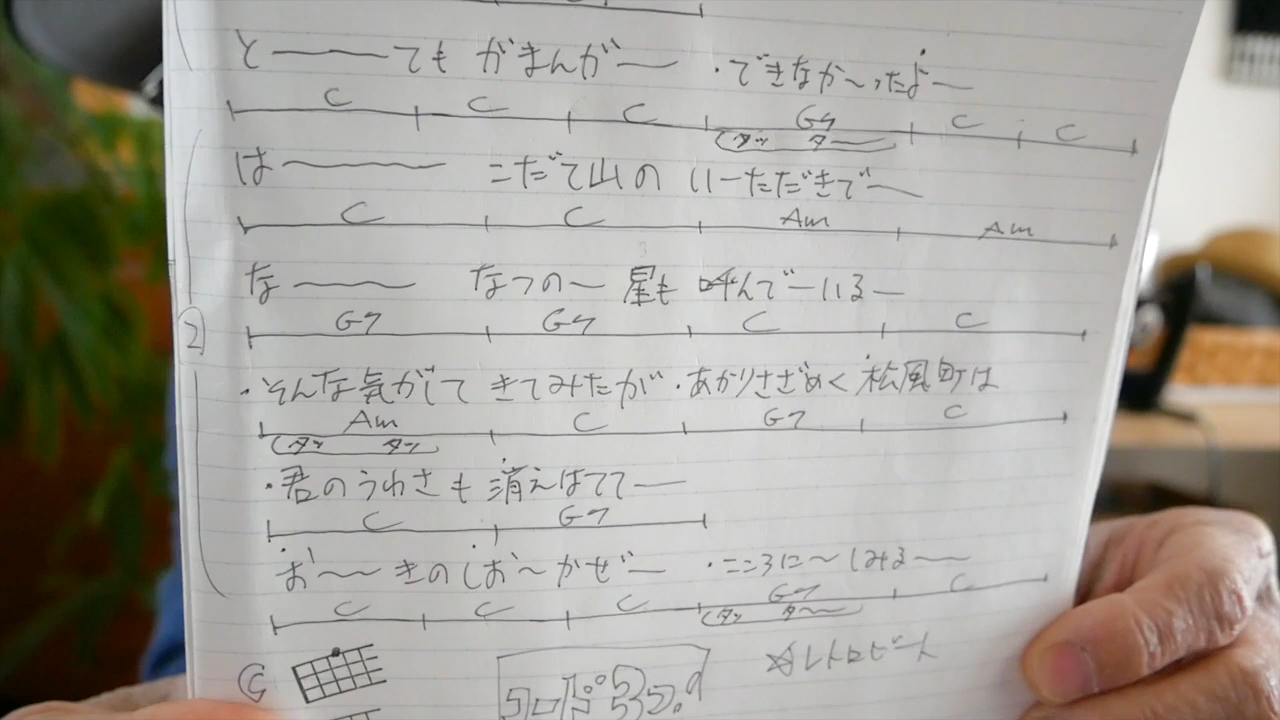 と――ても がまんが― ・できなか〜ったよ―
C C C G7 C C
(タッ ター)
は―― こだて山の いーただきで―
C C Am Am
な―― なつの― 星も 呼んでーいる―
G7 G7 C C
2
・そんな気がして きてみたが ・あかりさざめく 松風町は
Am C G7 C
(タッ タッ)
・君のうわさも 消えはてて―
C G7
お〜〜きのしお〜かぜ― ・こころに〜しみる――
C C C G7 C
(タッ ター)
☆レトロビート